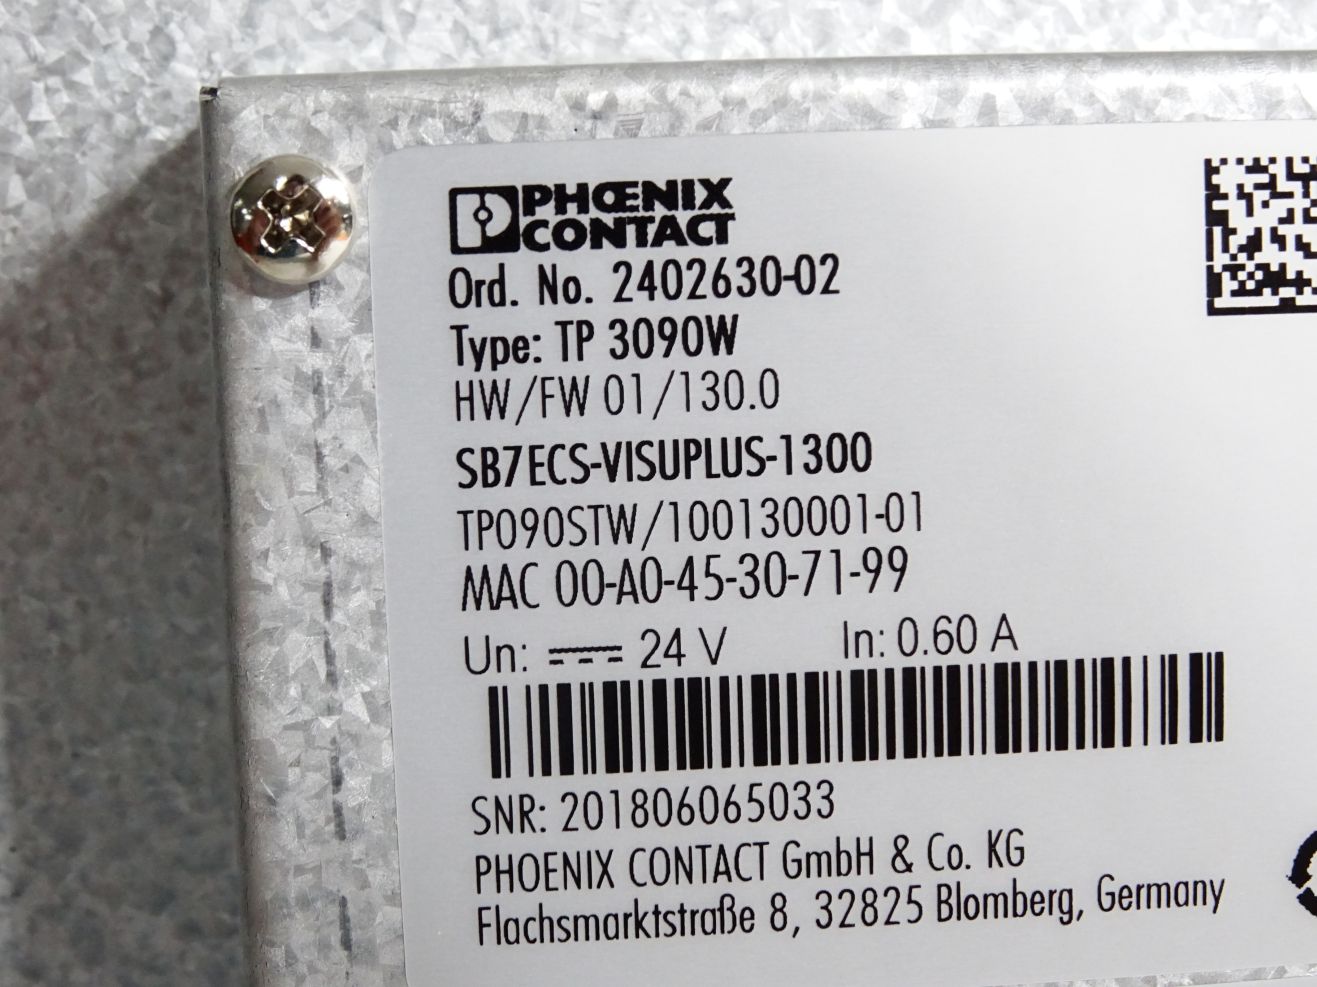 PHŒNIX
CONTACT
Ord. No. 2402630-02
Type: TP 3090W
HW/FW 01/130.0
SB7ECS-VISUPLUS-1300
TP090STW/100130001-01
MAC 00-A0-45-30-71-99
Un: 24 V In: 0.60 A
SNR: 201806065033
PHOENIX CONTACT GmbH & Co. KG
Flachsmarktstraße 8, 32825 Blomberg, Germany